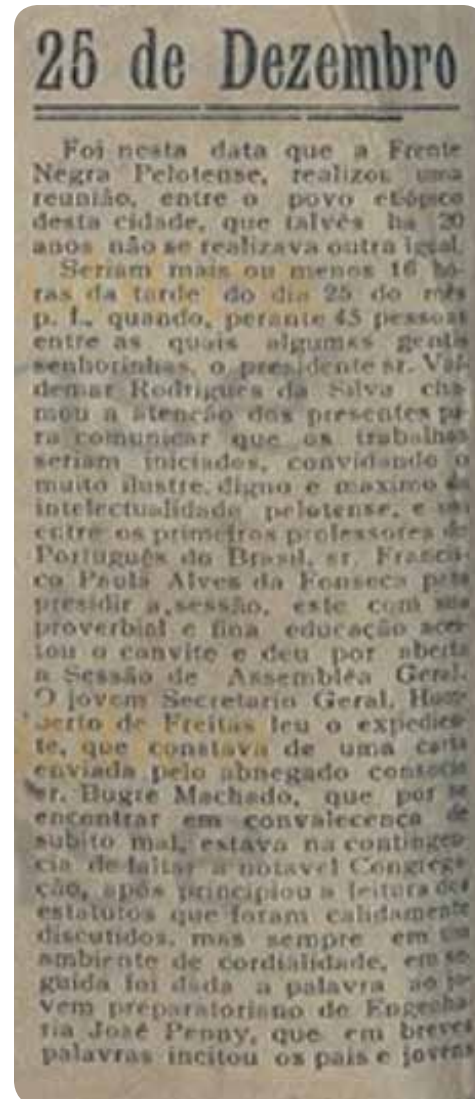 25 de Dezembro
Foi nesta data que a Frente
Negra Pelotense, realizou uma
reunião, entre o povo etiópico
desta cidade, que talvês ha 20
anos não se realizava outra igual.
Seriam mais ou menos 16 ho-
ras da tarde do dia 25 do mês
p. f., quando, perante 45 pessoas
entre as quais algumas gentis
senhorinhas, o presidente sr. Val-
demar Rodrigues da Silva cha-
mou a atenção dos presentes pa-
ra comunicar que os trabalhos
seriam iniciados, convidando o
muito ilustre, digno e maximo da
intelectualidade pelotense, e um
entre os primeiros professores de
Português do Brasil, sr. Francis-
co Paula Alves da Fonseca para
presidir a sessão, este com sua
proverbial e fina educação acei-
tou o convite e deu por aberta
a Sessão de Assembléa Geral.
O jovem Secretario Geral, Hum-
berto de Freitas leu o expedien-
te, que constava de uma carta
enviada pelo abnegado consocio
sr. Bugre Machado, que por se
encontrar em convalecença de
subito mal, estava na contingen-
cia de faltar a notavel Congrega-
ção, após principiou a leitura dos
estatutos que foram calidamente
discutidos, mas sempre em um
ambiente de cordialidade, em se-
guida foi dada a palavra ao jo-
vem preparatoriano de Engenha-
ria José Penny, que em breves
palavras incitou os pais e jovens